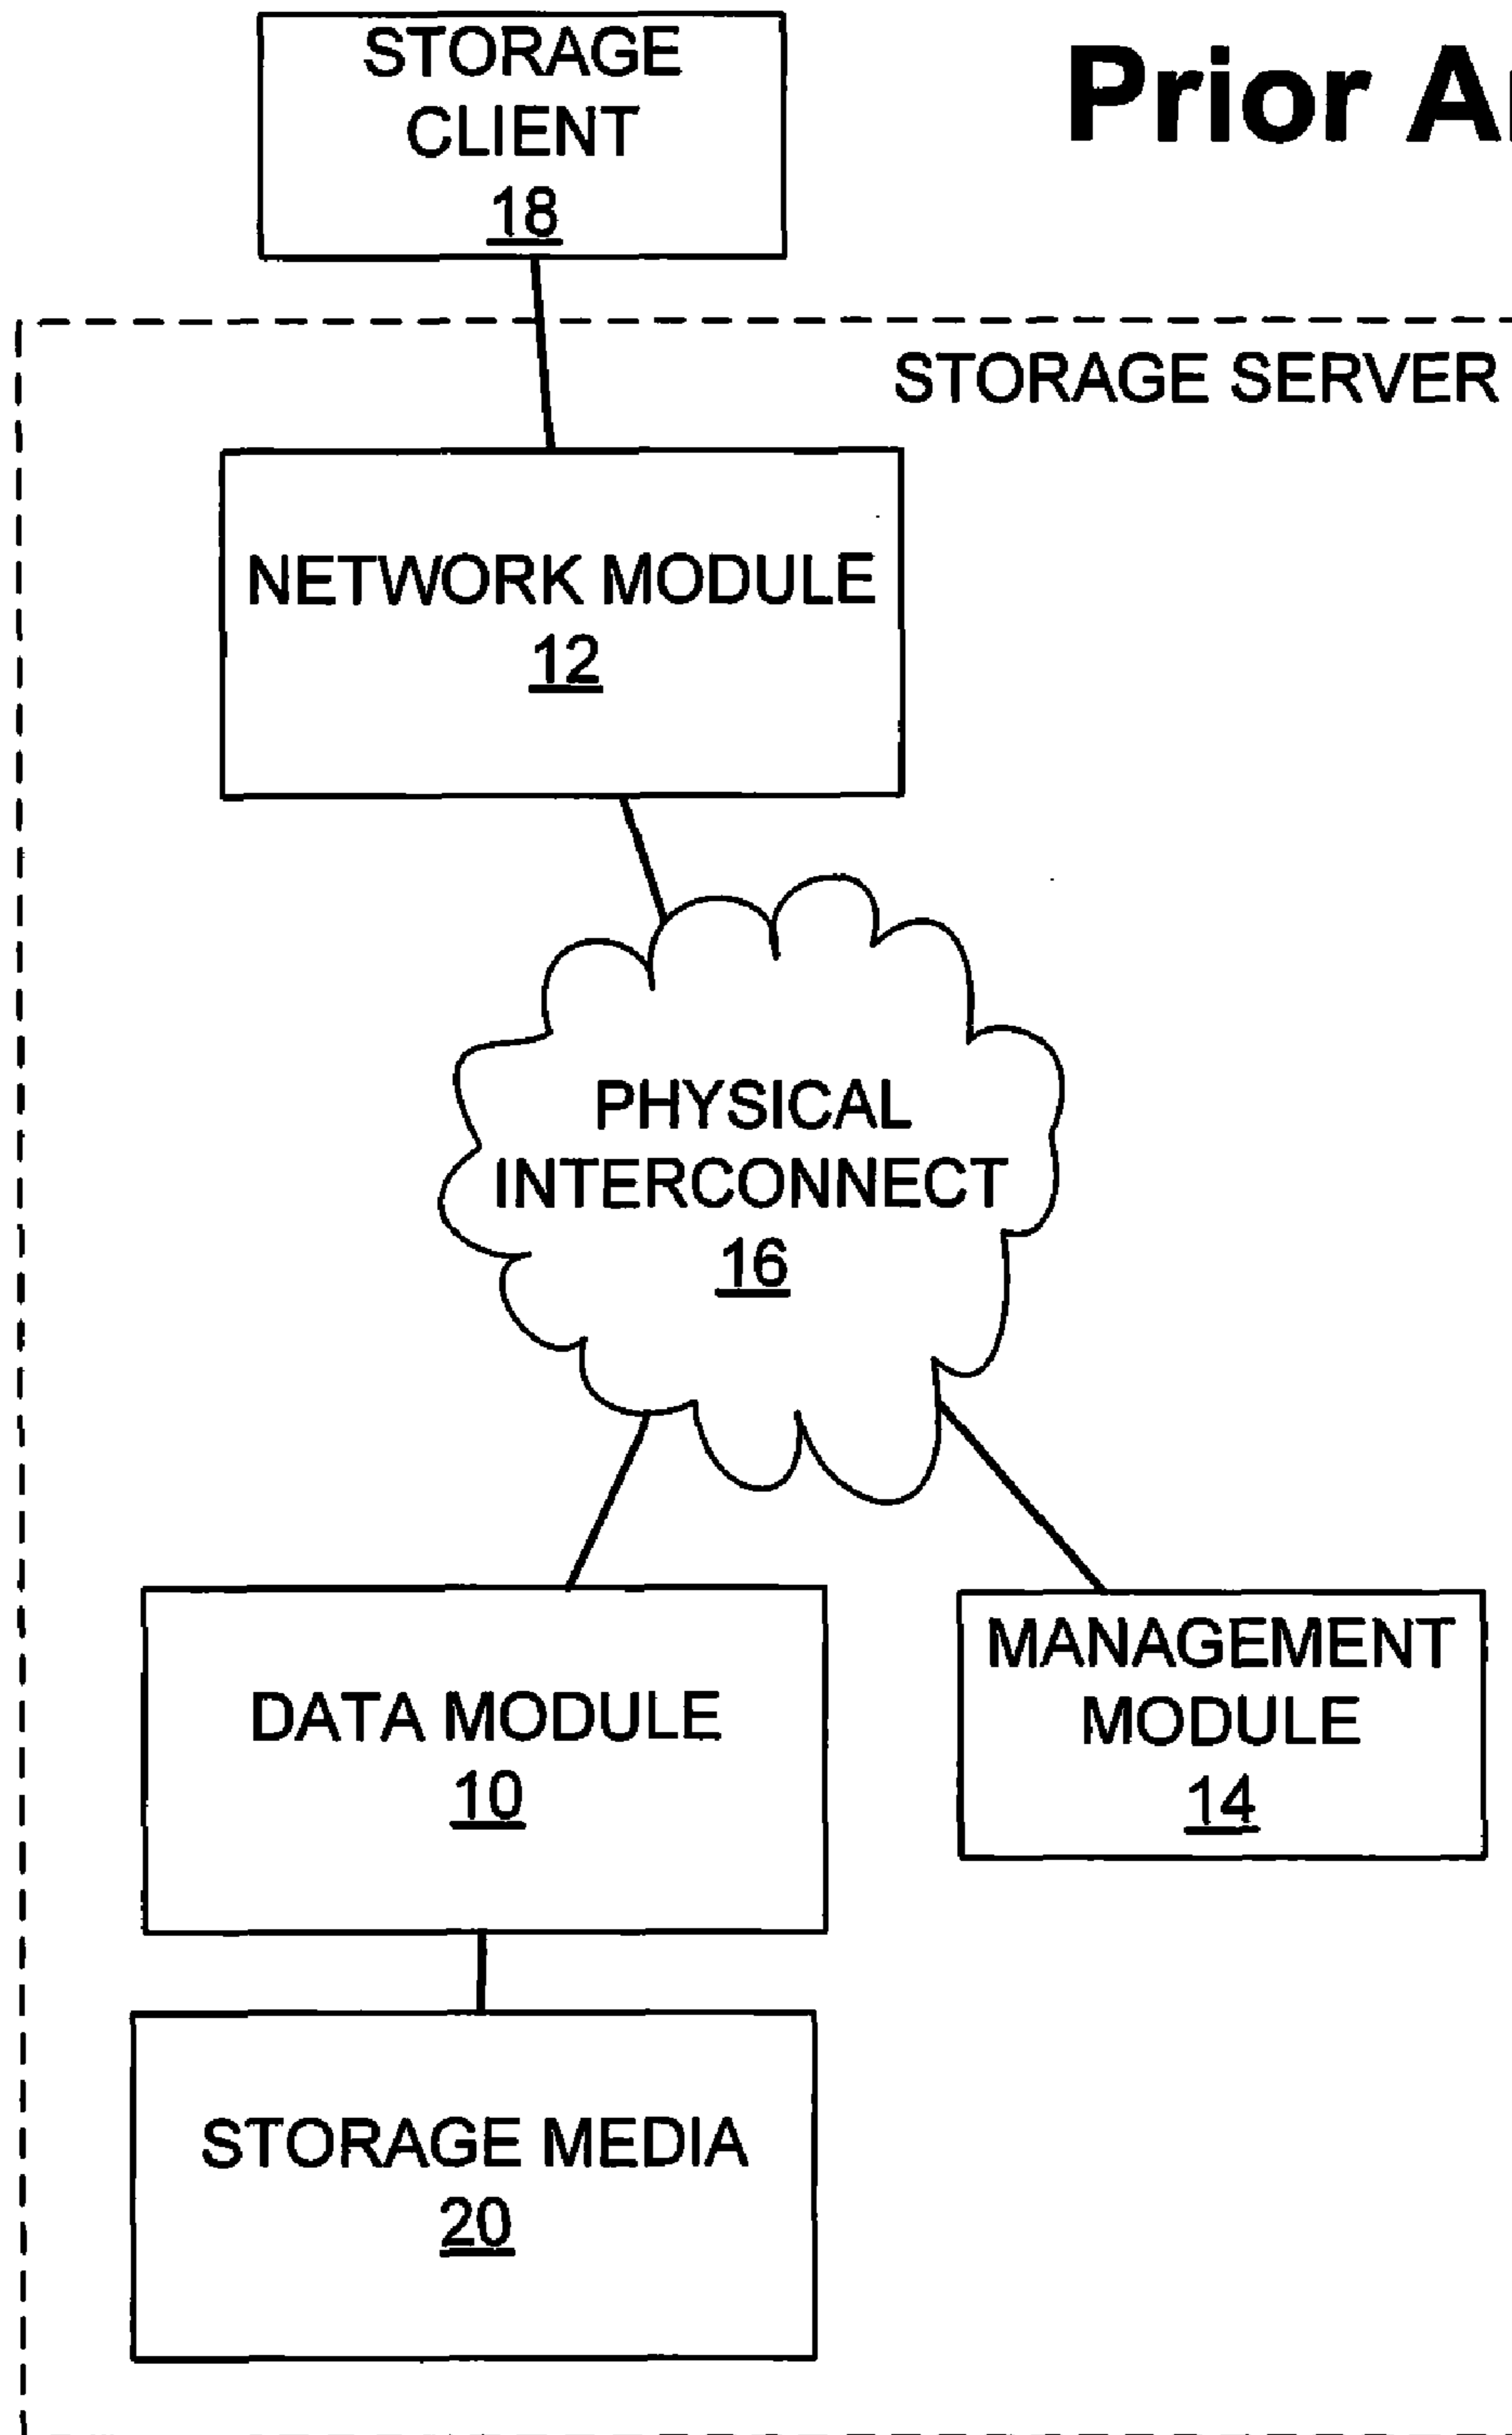 STORAGE
CLIENT
18
Prior
STORAGE SERVER
NETWORK MODULE
12
PHYSICAL
INTERCONNECT
16
DATA MODULE
10
MANAGEMENT
MODULE
14
STORAGE MEDIA
20